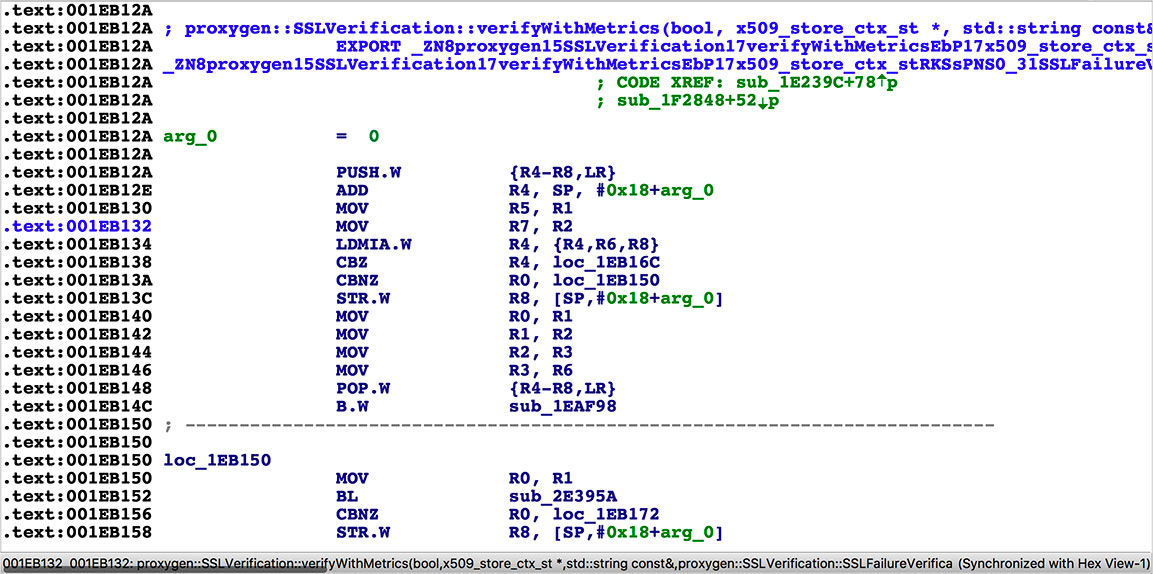 .text:001EB12A
.text:001EB12A ; proxygen::SSLVerification::verifyWithMetrics(bool, x509_store_ctx_st *, std::string const&
.text:001EB12A EXPORT _ZN8proxygen15SSLVerification17verifyWithMetricsEbP17x509_store_ctx_s
.text:001EB12A _ZN8proxygen15SSLVerification17verifyWithMetricsEbP17x509_store_ctx_stRKSsPNS0_31SSLFailureV
.text:001EB12A ; CODE XREF: sub_1E239C+78↑p
.text:001EB12A ; sub_1F2848+52↓p
.text:001EB12A
.text:001EB12A arg_0 = 0
.text:001EB12A
.text:001EB12A PUSH.W {R4-R8,LR}
.text:001EB12E ADD R4, SP, #0x18+arg_0
.text:001EB130 MOV R5, R1
.text:001EB132 MOV R7, R2
.text:001EB134 LDMIA.W R4, {R4,R6,R8}
.text:001EB138 CBZ R4, loc_1EB16C
.text:001EB13A CBNZ R0, loc_1EB150
.text:001EB13C STR.W R8, [SP,#0x18+arg_0]
.text:001EB140 MOV R0, R1
.text:001EB142 MOV R1, R2
.text:001EB144 MOV R2, R3
.text:001EB146 MOV R3, R6
.text:001EB148 POP.W {R4-R8,LR}
.text:001EB14C B.W sub_1EAF98
.text:001EB150 ; ---------------------------------------------------------------------------
.text:001EB150
.text:001EB150 loc_1EB150
.text:001EB150 MOV R0, R1
.text:001EB152 BL sub_2E395A
.text:001EB156 CBNZ R0, loc_1EB172
.text:001EB158 STR.W R8, [SP,#0x18+arg_0]
001EB132 001EB132: proxygen::SSLVerification::verifyWithMetrics(bool,x509_store_ctx_st *,std::string const&,proxygen::SSLVerification::SSLFailureVerifica (Synchronized with Hex View-1)